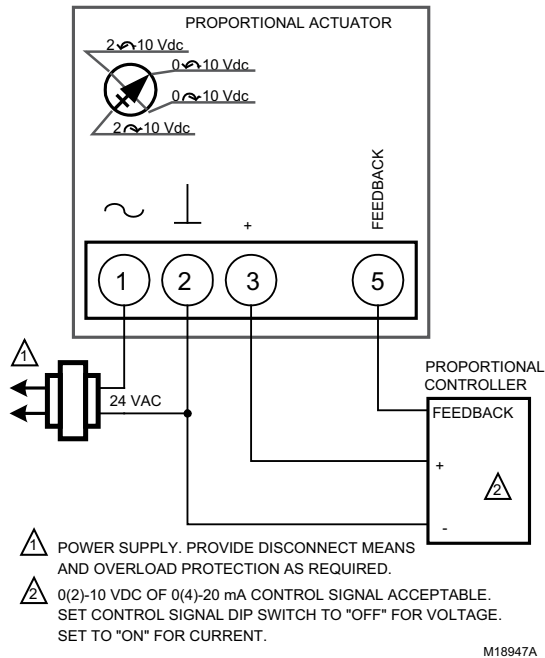 PROPORTIONAL ACTUATOR
2 10 Vdc
0 10 Vdc
0 10 Vdc
2 10 Vdc
FEEDBACK
+
1 2 3 5
1
24 VAC
PROPORTIONAL
CONTROLLER
FEEDBACK
+
2
-
1 POWER SUPPLY. PROVIDE DISCONNECT MEANS
AND OVERLOAD PROTECTION AS REQUIRED.
2 0(2)-10 VDC OF 0(4)-20 mA CONTROL SIGNAL ACCEPTABLE.
SET CONTROL SIGNAL DIP SWITCH TO "OFF" FOR VOLTAGE.
SET TO "ON" FOR CURRENT.
M18947A